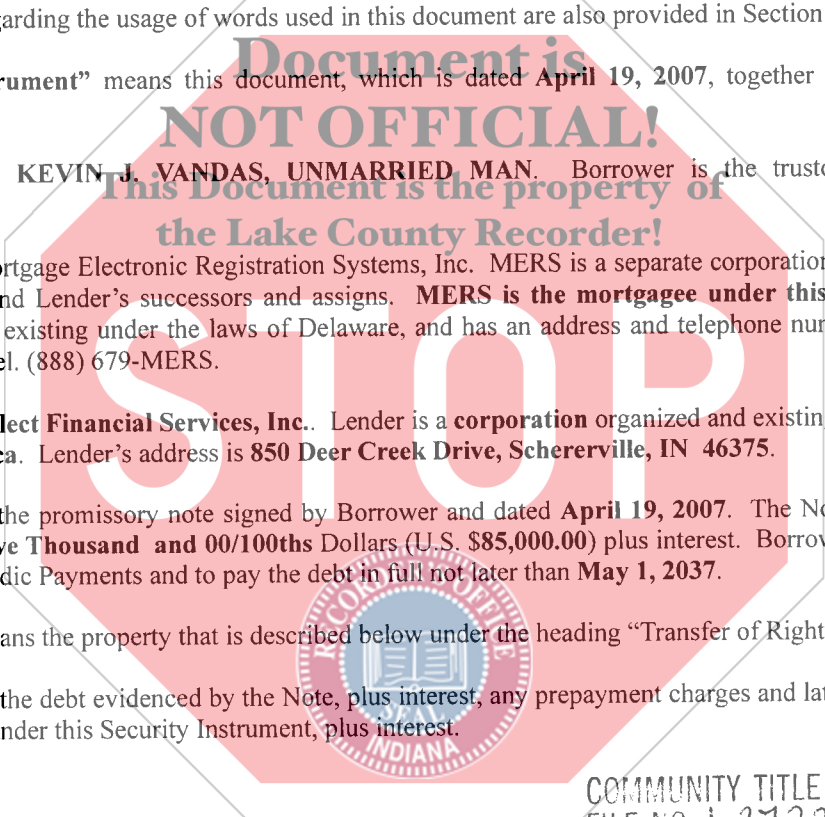 arding the usage of words used in this document are also provided in Section
Document is
rument” means this document, which is dated April 19, 2007, together
NOT OFFICIAL!
KEVIN J. VANDAS, UNMARRIED MAN. Borrower is the trusto
This Document is the property of
the Lake County Recorder!
ortgage Electronic Registration Systems, Inc. MERS is a separate corporation
nd Lender’s successors and assigns. MERS is the mortgagee under this
existing under the laws of Delaware, and has an address and telephone nur
el. (888) 679-MERS.
STOP
lect Financial Services, Inc.. Lender is a corporation organized and existin
ca. Lender’s address is 850 Deer Creek Drive, Schererville, IN 46375.
the promissory note signed by Borrower and dated April 19, 2007. The No
ve Thousand and 00/100ths Dollars (U.S. $85,000.00) plus interest. Borrow
dic Payments and to pay the debt in full not later than May 1, 2037.
RECORDER'S OFFICE
ans the property that is described below under the heading “Transfer of Right
the debt evidenced by the Note, plus interest, any prepayment charges and lat
SEAL
nder this Security Instrument, plus interest.
INDIANA
COMMUNITY TITLE
FILE NO